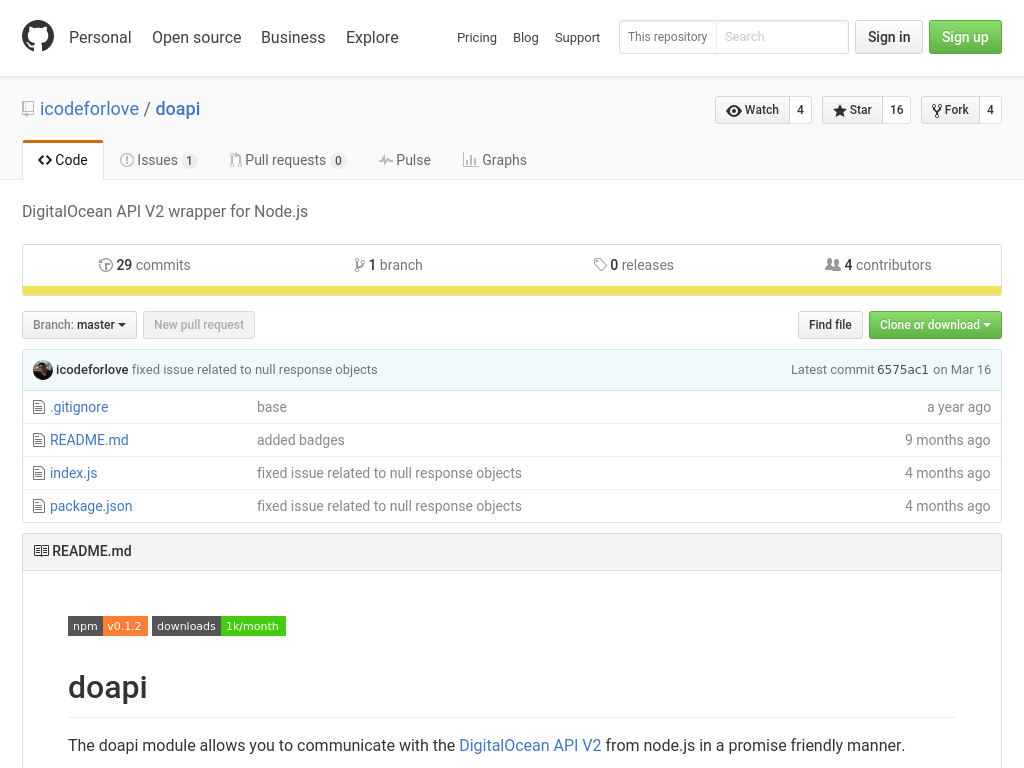 Personal Open source Business Explore Pricing Blog Support This repository Search Sign in Sign up
icodeforlove / doapi Watch 4 Star 16 Fork 4
Code Issues 1 Pull requests 0 Pulse Graphs
DigitalOcean API V2 wrapper for Node.js
29 commits 1 branch 0 releases 4 contributors
Branch: master New pull request Find file Clone or download
icodeforlove fixed issue related to null response objects Latest commit 6575ac1 on Mar 16
.gitignore base a year ago
README.md added badges 9 months ago
index.js fixed issue related to null response objects 4 months ago
package.json fixed issue related to null response objects 4 months ago
README.md
npm v0.1.2 downloads 1k/month
doapi
The doapi module allows you to communicate with the DigitalOcean API V2 from node.js in a promise friendly manner.